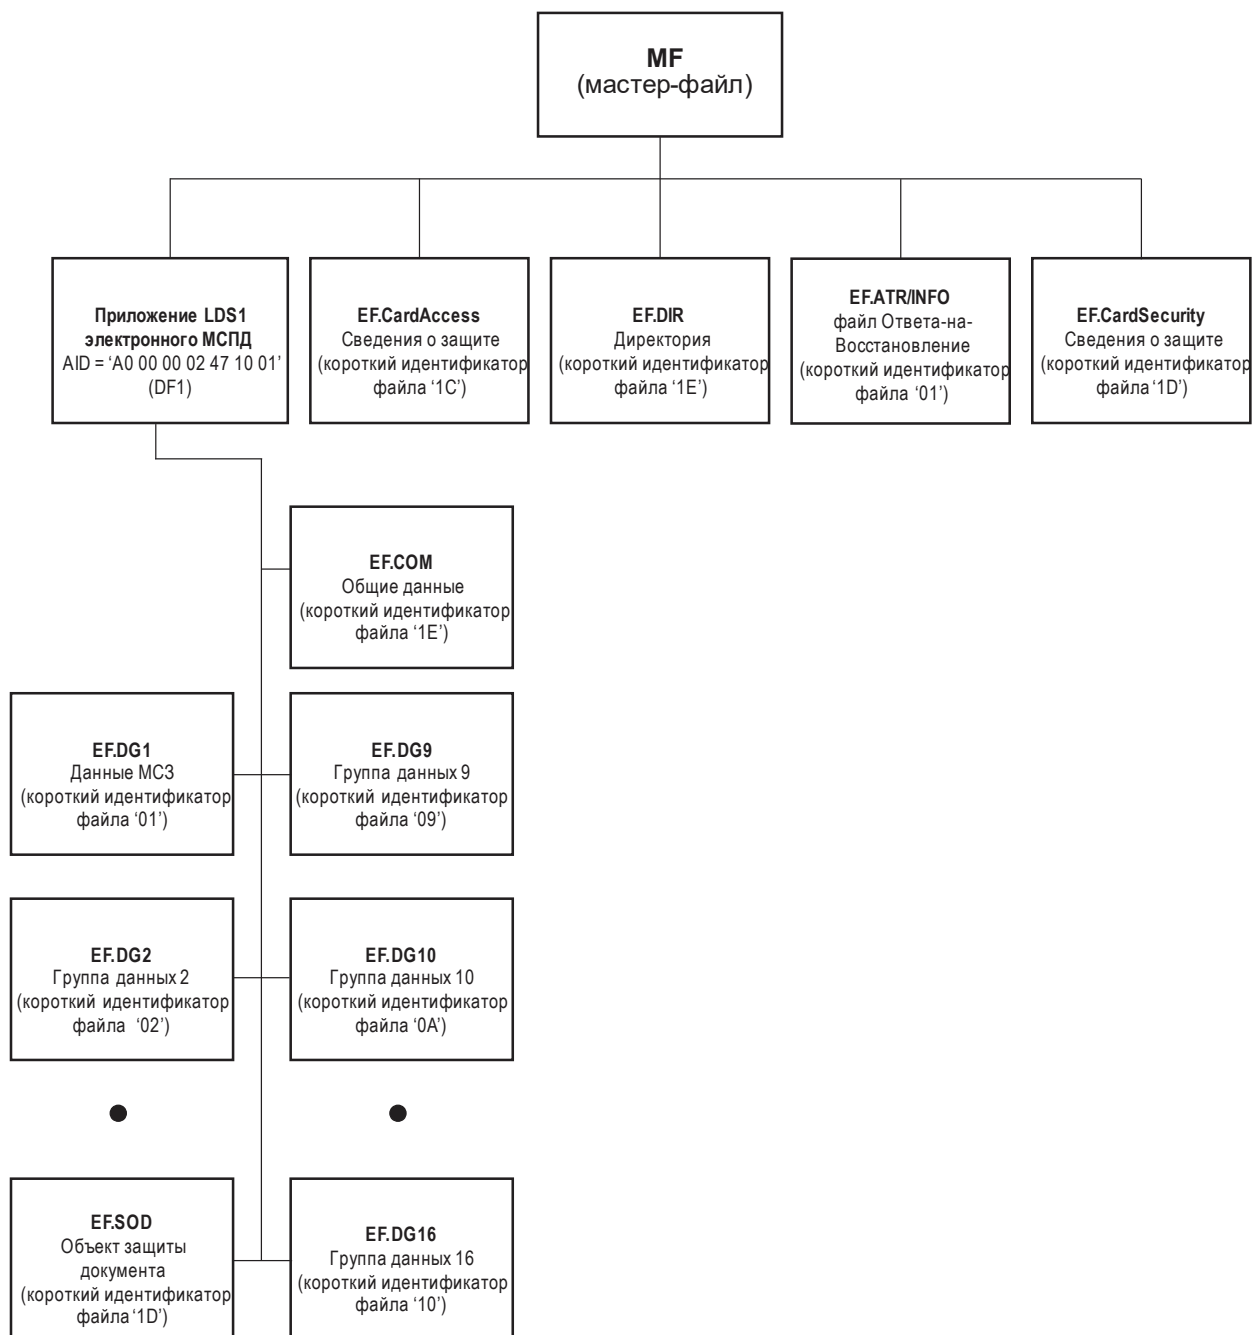 MF
(мастер-файл)
Приложение LDS1
электронного МСПД
AID = ‘A0 00 00 02 47 10 01’
(DF1)
EF.CardAccess
Сведения о защите
(короткий идентификатор
файла ‘1C’)
EF.DIR
Директория
(короткий идентификатор
файла ‘1E’)
EF.ATR/INFO
файл Ответа-на-
Восстановление
(короткий идентификатор
файла ‘01’)
EF.CardSecurity
Сведения о защите
(короткий идентификатор
файла ‘1D’)
EF.COM
Общие данные
(короткий идентификатор
файла ‘1E’)
EF.DG1
Данные МСЗ
(короткий идентификатор
файла ‘01’)
EF.DG9
Группа данных 9
(короткий идентификатор
файла ‘09’)
EF.DG2
Группа данных 2
(короткий идентификатор
файла ‘02’)
EF.DG10
Группа данных 10
(короткий идентификатор
файла ‘0A’)
EF.SOD
Объект защиты
документа
(короткий идентификатор
файла ‘1D’)
EF.DG16
Группа данных 16
(короткий идентификатор
файла ‘10’)